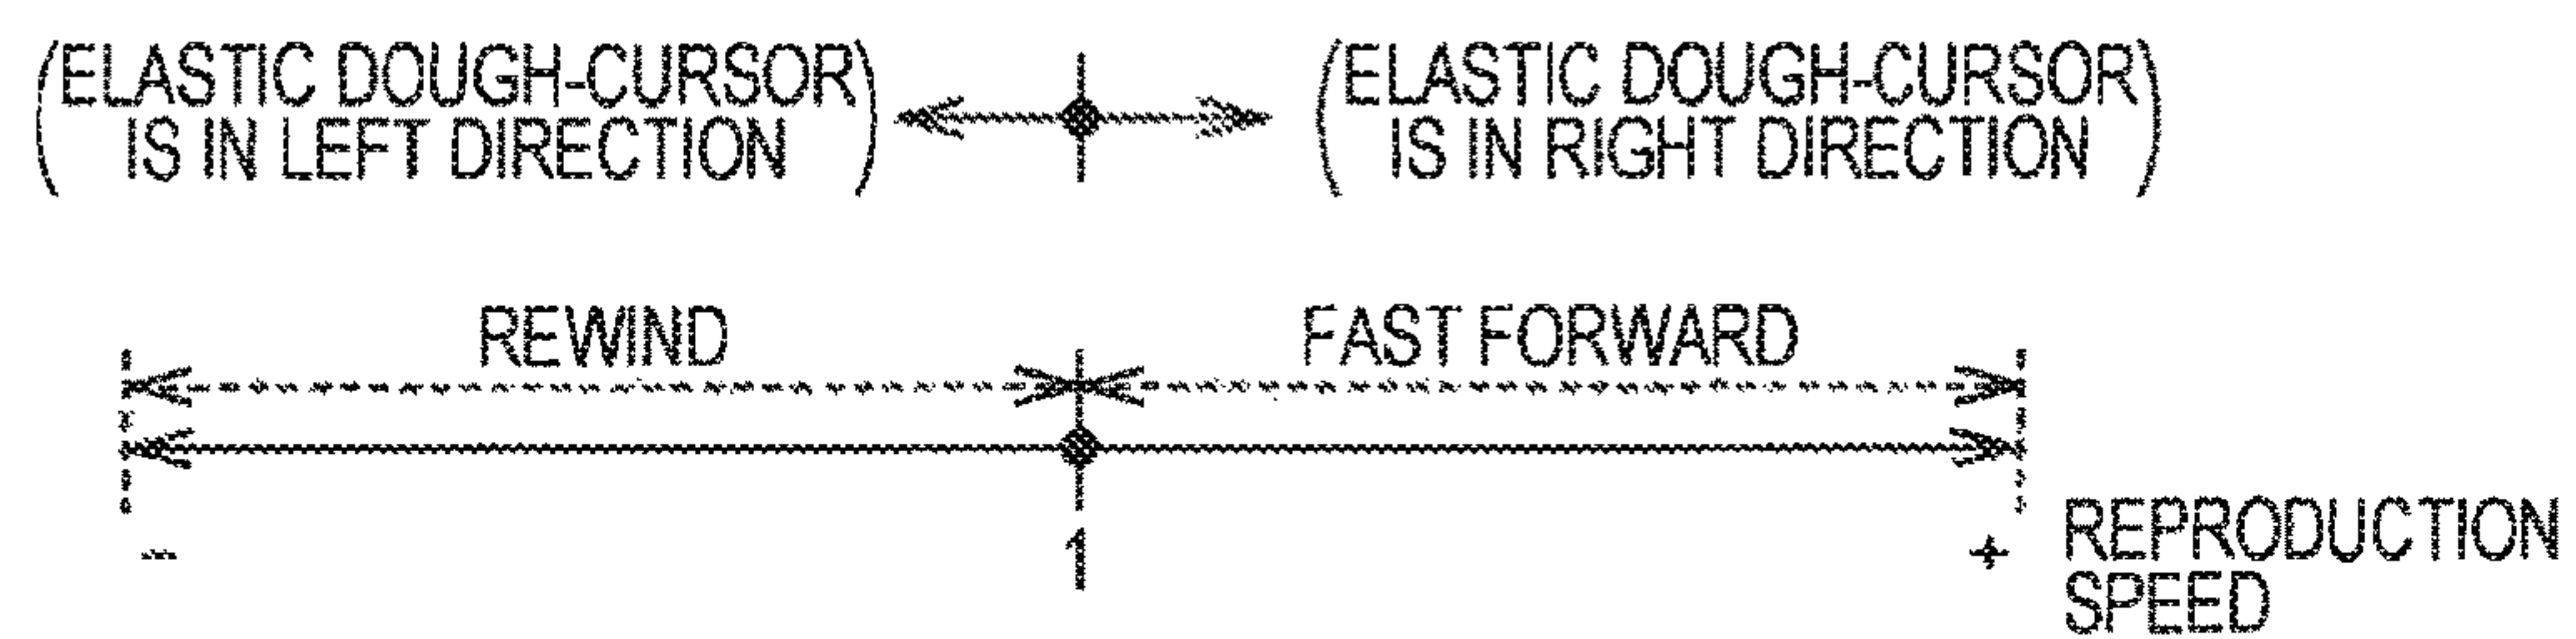 (ELASTIC DOUGH-CURSOR IS IN LEFT DIRECTION)
(ELASTIC DOUGH-CURSOR IS IN RIGHT DIRECTION)
REWIND FAST FORWARD
- 1 + REPRODUCTION
SPEED